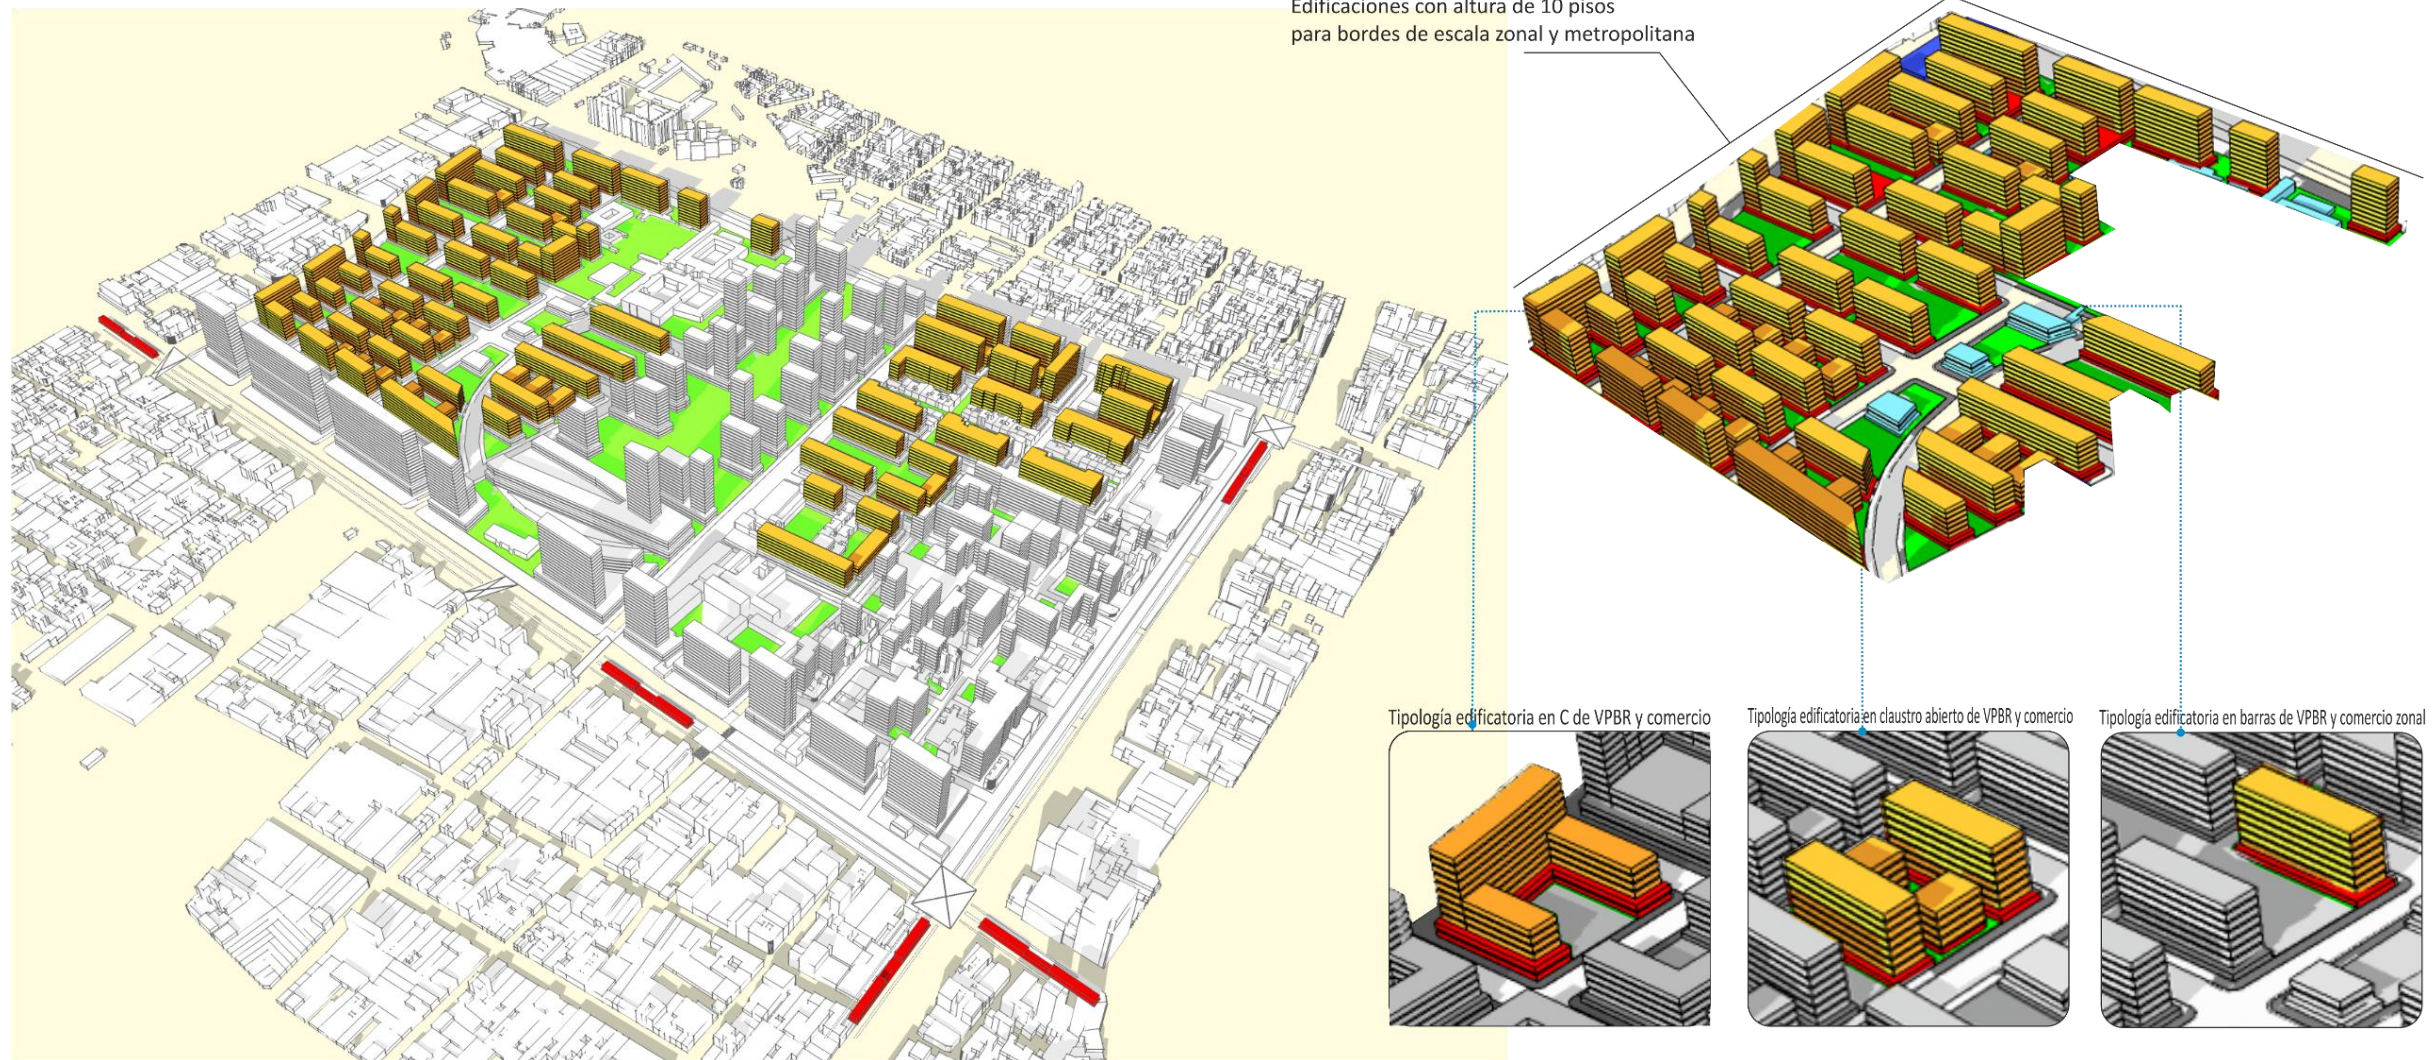 Edificaciones con altura de 10 pisos
para bordes de escala zonal y metropolitana
Tipología edificatoria en C de VPBR y comercio
Tipología edificatoria en claustro abierto de VPBR y comercio
Tipología edificatoria en barras de VPBR y comercio zonal